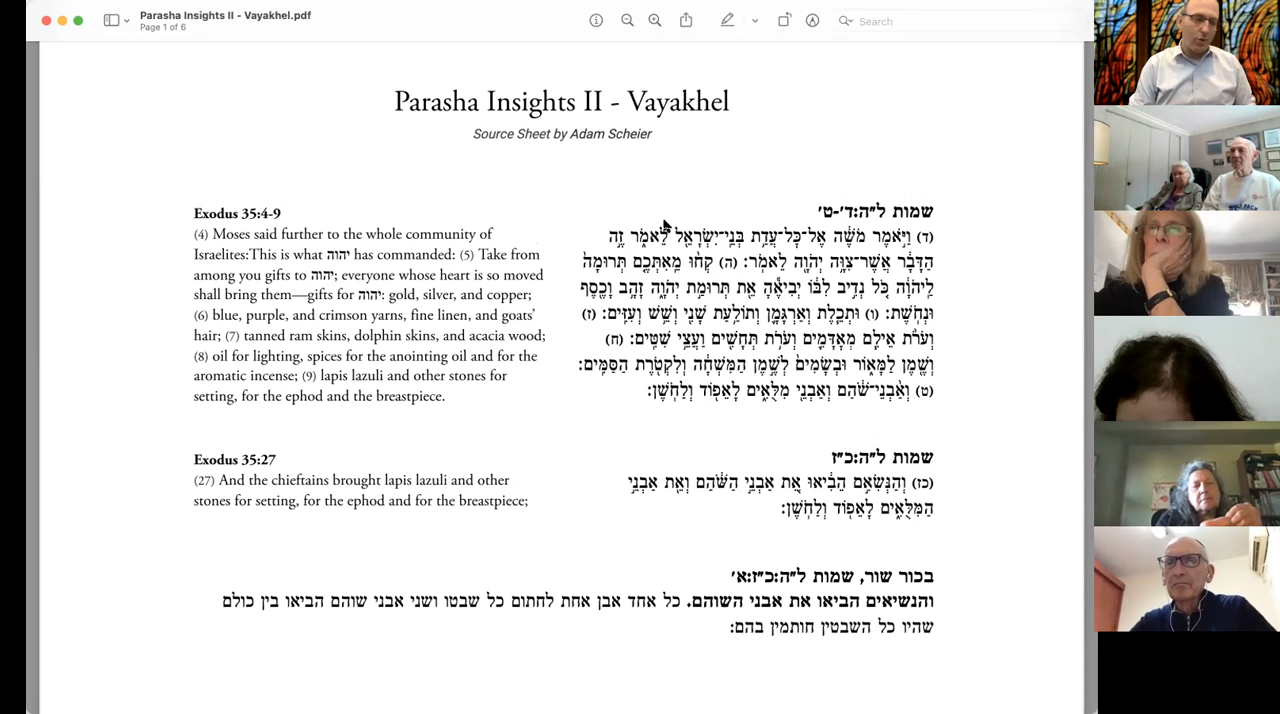 Parasha Insights II - Vayakhel.pdf
Page 1 of 6
Search
Parasha Insights II - Vayakhel
Source Sheet by Adam Scheier
Exodus 35:4-9
(4) Moses said further to the whole community of
Israelites:This is what יהוה has commanded: (5) Take from
among you gifts to יהוה; everyone whose heart is so moved
shall bring them—gifts for יהוה: gold, silver, and copper;
(6) blue, purple, and crimson yarns, fine linen, and goats’
hair; (7) tanned ram skins, dolphin skins, and acacia wood;
(8) oil for lighting, spices for the anointing oil and for the
aromatic incense; (9) lapis lazuli and other stones for
setting, for the ephod and the breastpiece.
שמות ל״ה:ד׳-ט׳
(ד) וַיֹּ֣אמֶר מֹשֶׁ֔ה אֶל־כׇּל־עֲדַ֥ת בְּנֵֽי־יִשְׂרָאֵ֖ל לֵאמֹ֑ר זֶ֣ה
הַדָּבָ֔ר אֲשֶׁר־צִוָּ֥ה יְהֹוָ֖ה לֵאמֹֽר׃ (ה) קְח֨וּ מֵֽאִתְּכֶ֤ם תְּרוּמָה֙
לַֽיהֹוָ֔ה כֹּ֚ל נְדִ֣יב לִבּ֔וֹ יְבִיאֶ֕הָ אֵ֖ת תְּרוּמַ֣ת יְהֹוָ֑ה זָהָ֥ב וָכֶ֖סֶף
וּנְחֹֽשֶׁת׃ (ו) וּתְכֵ֧לֶת וְאַרְגָּמָ֛ן וְתוֹלַ֥עַת שָׁנִ֖י וְשֵׁ֥שׁ וְעִזִּֽים׃ (ז)
וְעֹרֹ֨ת אֵילִ֧ם מְאׇדָּמִ֛ים וְעֹרֹ֥ת תְּחָשִׁ֖ים וַעֲצֵ֥י שִׁטִּֽים׃ (ח)
וְשֶׁ֖מֶן לַמָּא֑וֹר וּבְשָׂמִים֙ לְשֶׁ֣מֶן הַמִּשְׁחָ֔ה וְלִקְטֹ֖רֶת הַסַּמִּֽים׃
(ט) וְאַ֨בְנֵי־שֹׁ֔הַם וְאַבְנֵ֖י מִלֻּאִ֑ים לָאֵפ֖וֹד וְלַחֹֽשֶׁן׃
Exodus 35:27
(27) And the chieftains brought lapis lazuli and other
stones for setting, for the ephod and for the breastpiece;
שמות ל״ה:כ״ז
(כז) וְהַנְּשִׂאִ֣ם הֵבִ֔יאוּ אֵ֚ת אַבְנֵ֣י הַשֹּׁ֔הַם וְאֵ֖ת אַבְנֵ֣י
הַמִּלֻּאִ֑ים לָאֵפ֖וֹד וְלַחֹֽשֶׁן׃
בכור שור, שמות ל״ה:כ״ז:א׳
והנשיאים הביאו את אבני השוהם. כל אחד אבן אחת לחתום כל שבטו ושני אבני שוהם הביאו בין כולם
שהיו כל השבטין חותמין בהם: